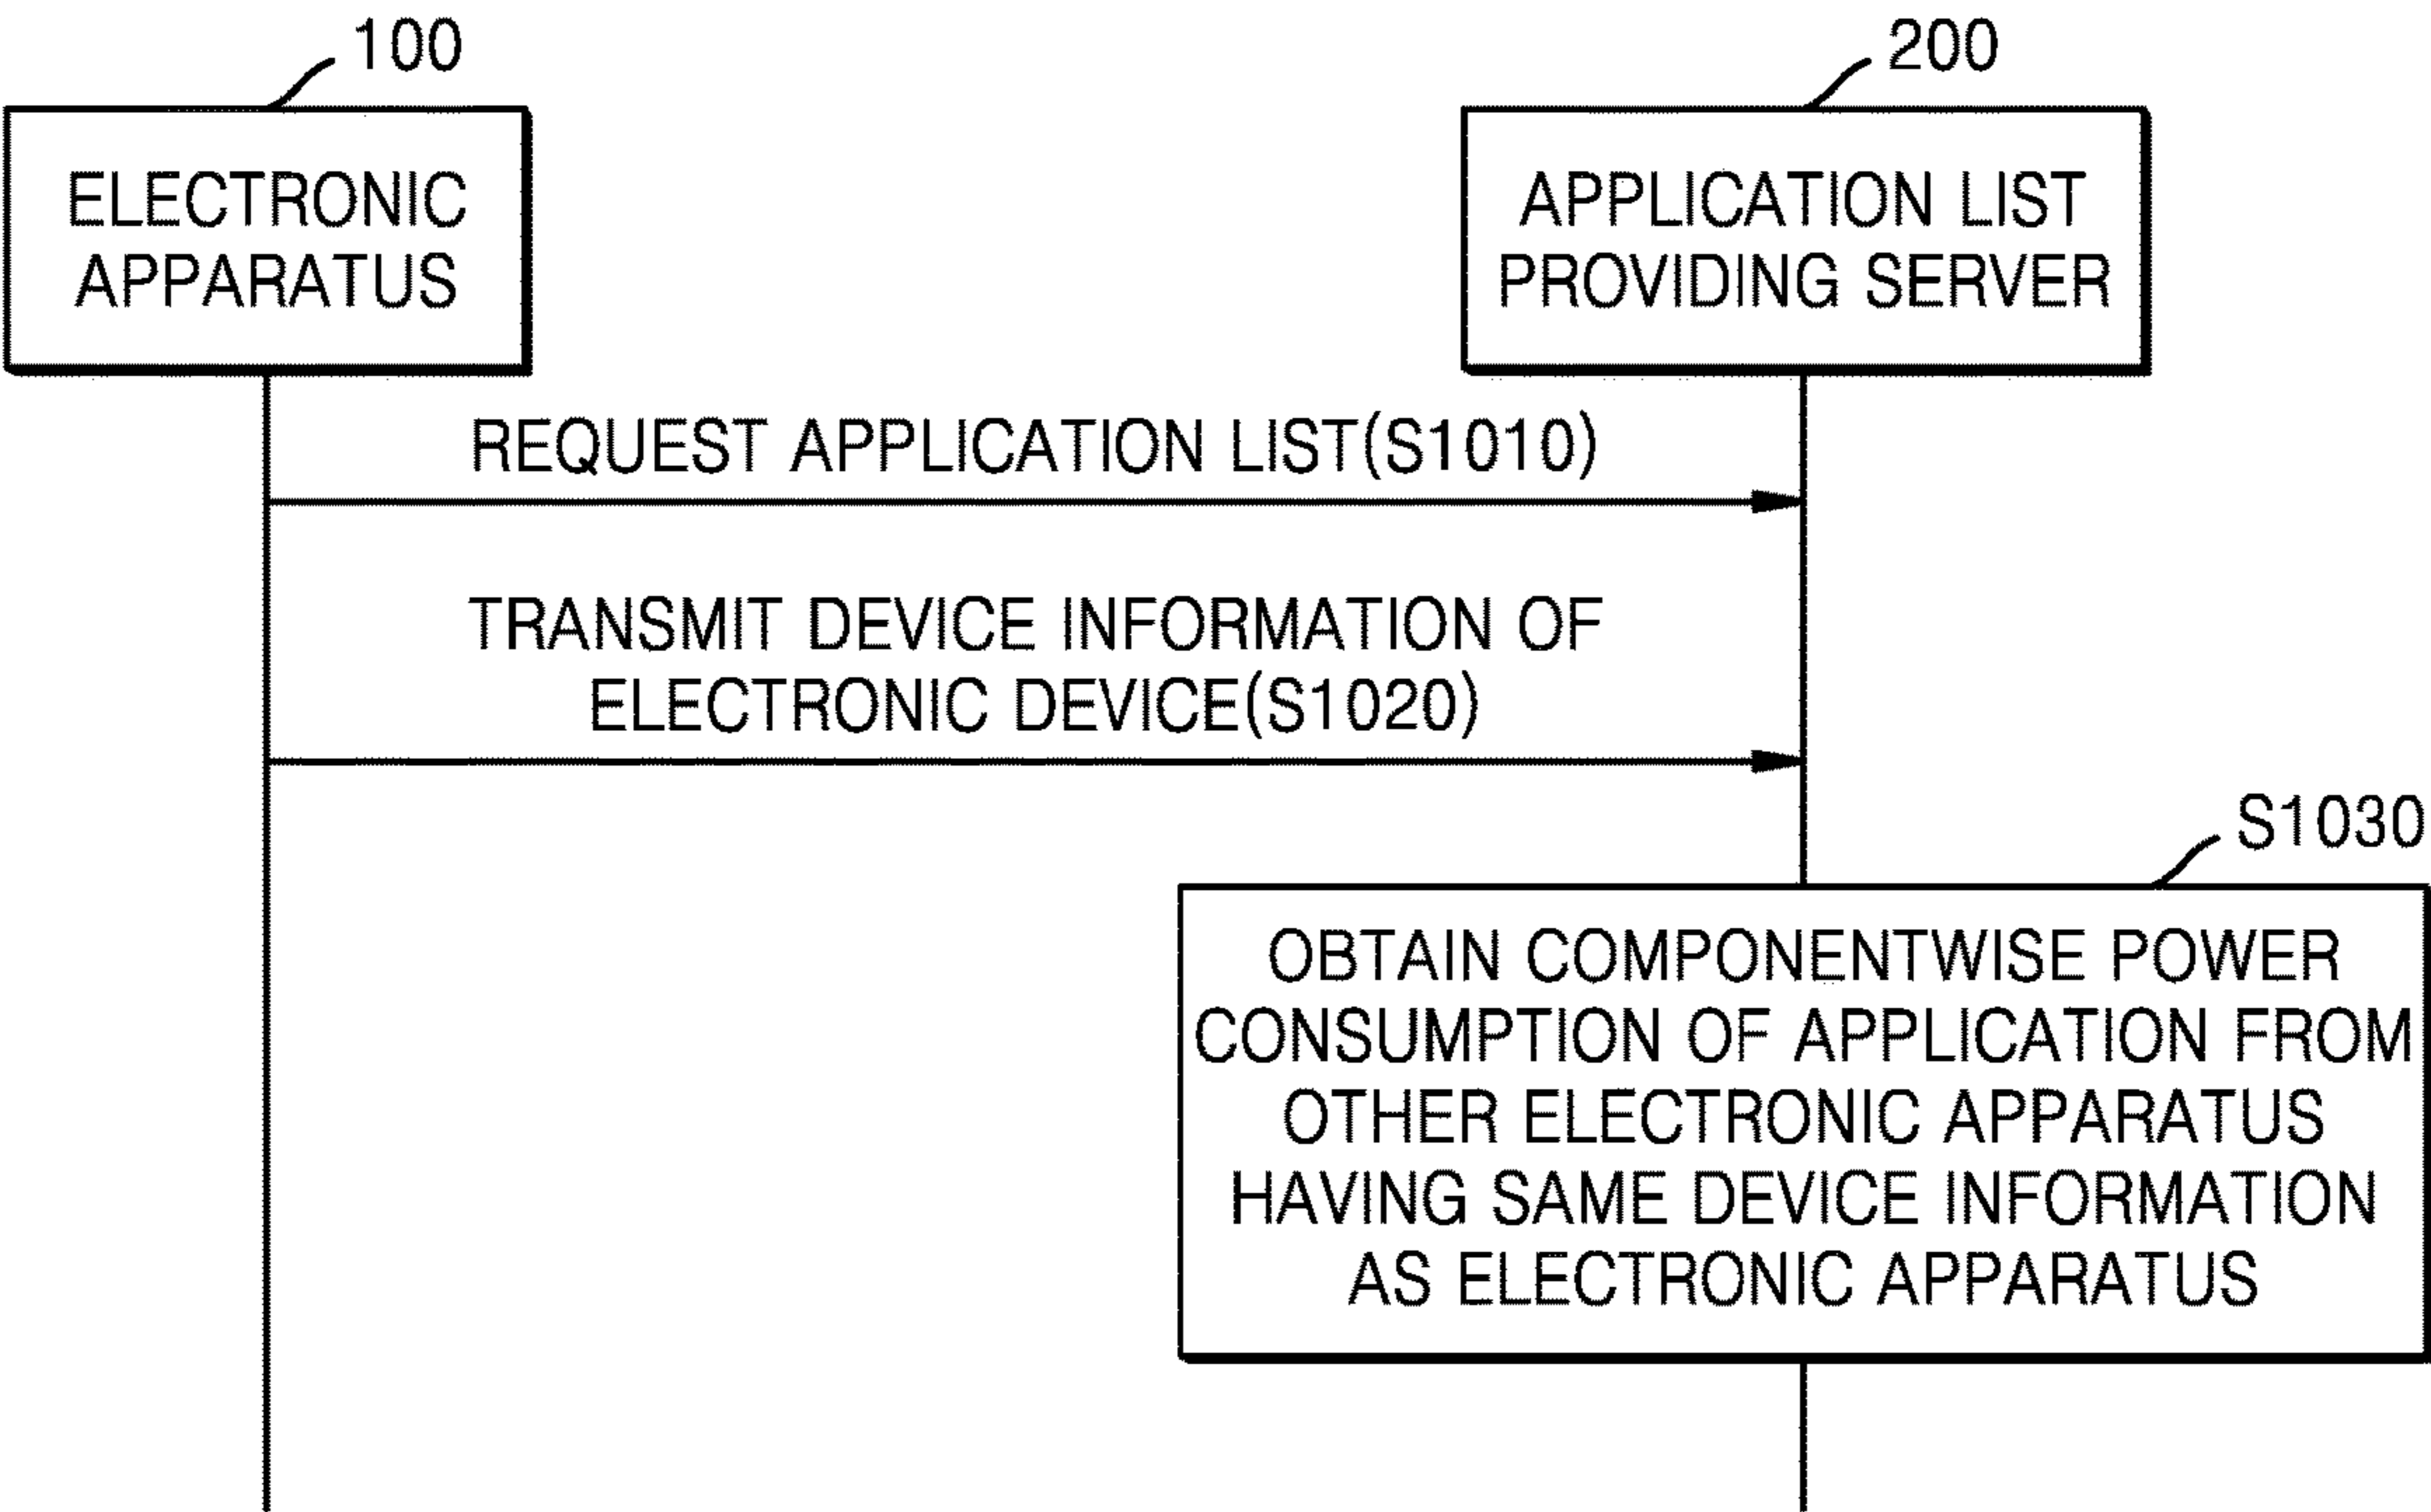 100
200
ELECTRONIC
APPARATUS
APPLICATION LIST
PROVIDING SERVER
REQUEST APPLICATION LIST(S1010)
TRANSMIT DEVICE INFORMATION OF
ELECTRONIC DEVICE(S1020)
S1030
OBTAIN COMPONENTWISE POWER
CONSUMPTION OF APPLICATION FROM
OTHER ELECTRONIC APPARATUS
HAVING SAME DEVICE INFORMATION
AS ELECTRONIC APPARATUS